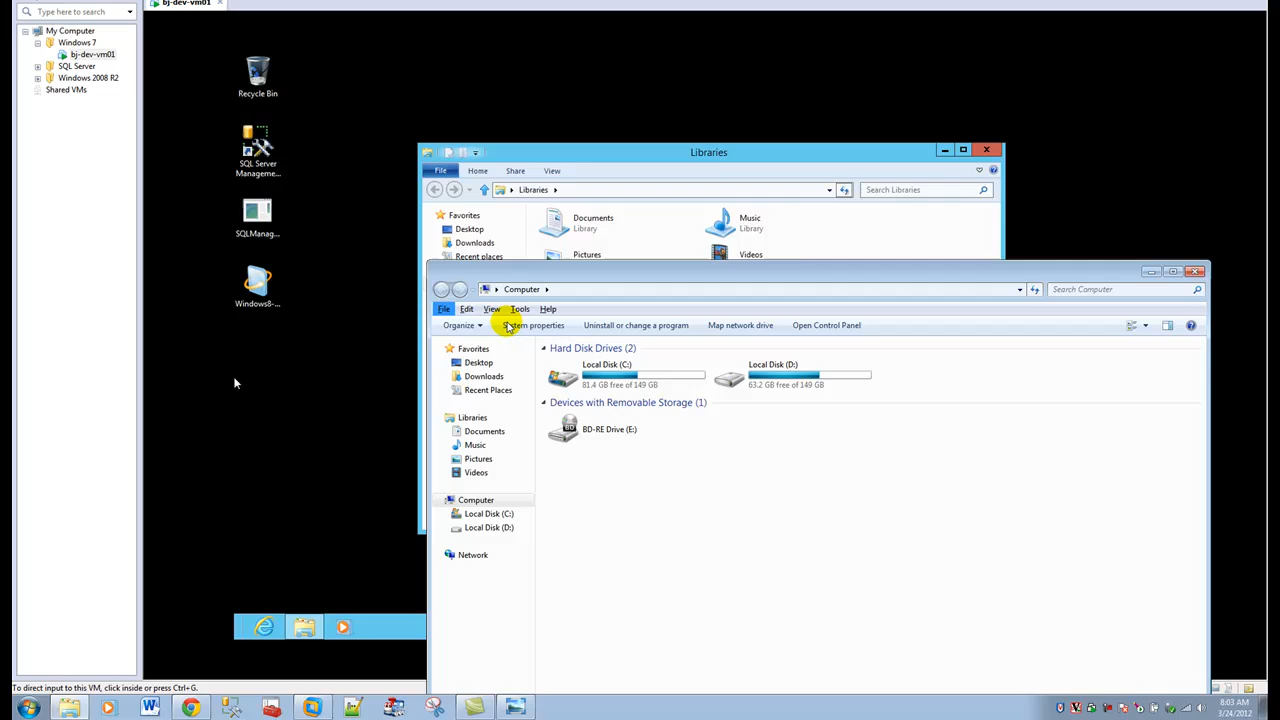 Type here to search
My Computer
Windows 7
bj-dev-vm01
SQL Server
Windows 2008 R2
Shared VMs
bj-dev-vm01
Recycle Bin
SQL Server
Manageme...
SQLManag...
Windows8-...
Libraries
File Home Share View
Libraries
Search Libraries
Favorites
Desktop
Downloads
Recent places
Documents
Library
Music
Library
Pictures
Videos
Computer
Search Computer
File Edit View Tools Help
Organize System properties Uninstall or change a program Map network drive Open Control Panel
Favorites
Desktop
Downloads
Recent Places
Libraries
Documents
Music
Pictures
Videos
Computer
Local Disk (C:)
Local Disk (D:)
Network
Hard Disk Drives (2)
Local Disk (C:)
81.4 GB free of 149 GB
Local Disk (D:)
63.2 GB free of 149 GB
Devices with Removable Storage (1)
BD-RE Drive (E:)
BD
To direct input to this VM, click inside or press Ctrl+G.
8:03 AM
3/24/2012